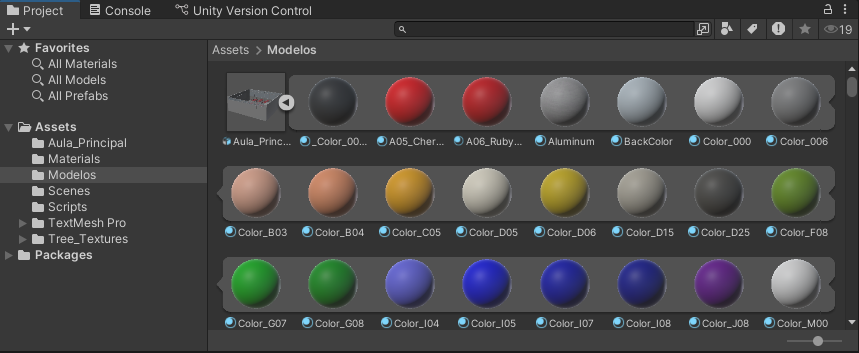 Project Console Unity Version Control
19
Favorites
All Materials
All Models
All Prefabs
Assets
Aula_Principal
Materials
Modelos
Scenes
Scripts
TextMesh Pro
Tree_Textures
Packages
Assets > Modelos
Aula_Princ... _Color_00... A05_Cher... A06_Ruby... Aluminum BackColor Color_000 Color_006
Color_B03 Color_B04 Color_C05 Color_D05 Color_D06 Color_D15 Color_D25 Color_F08
Color_G07 Color_G08 Color_I04 Color_I05 Color_I07 Color_I08 Color_J08 Color_M00